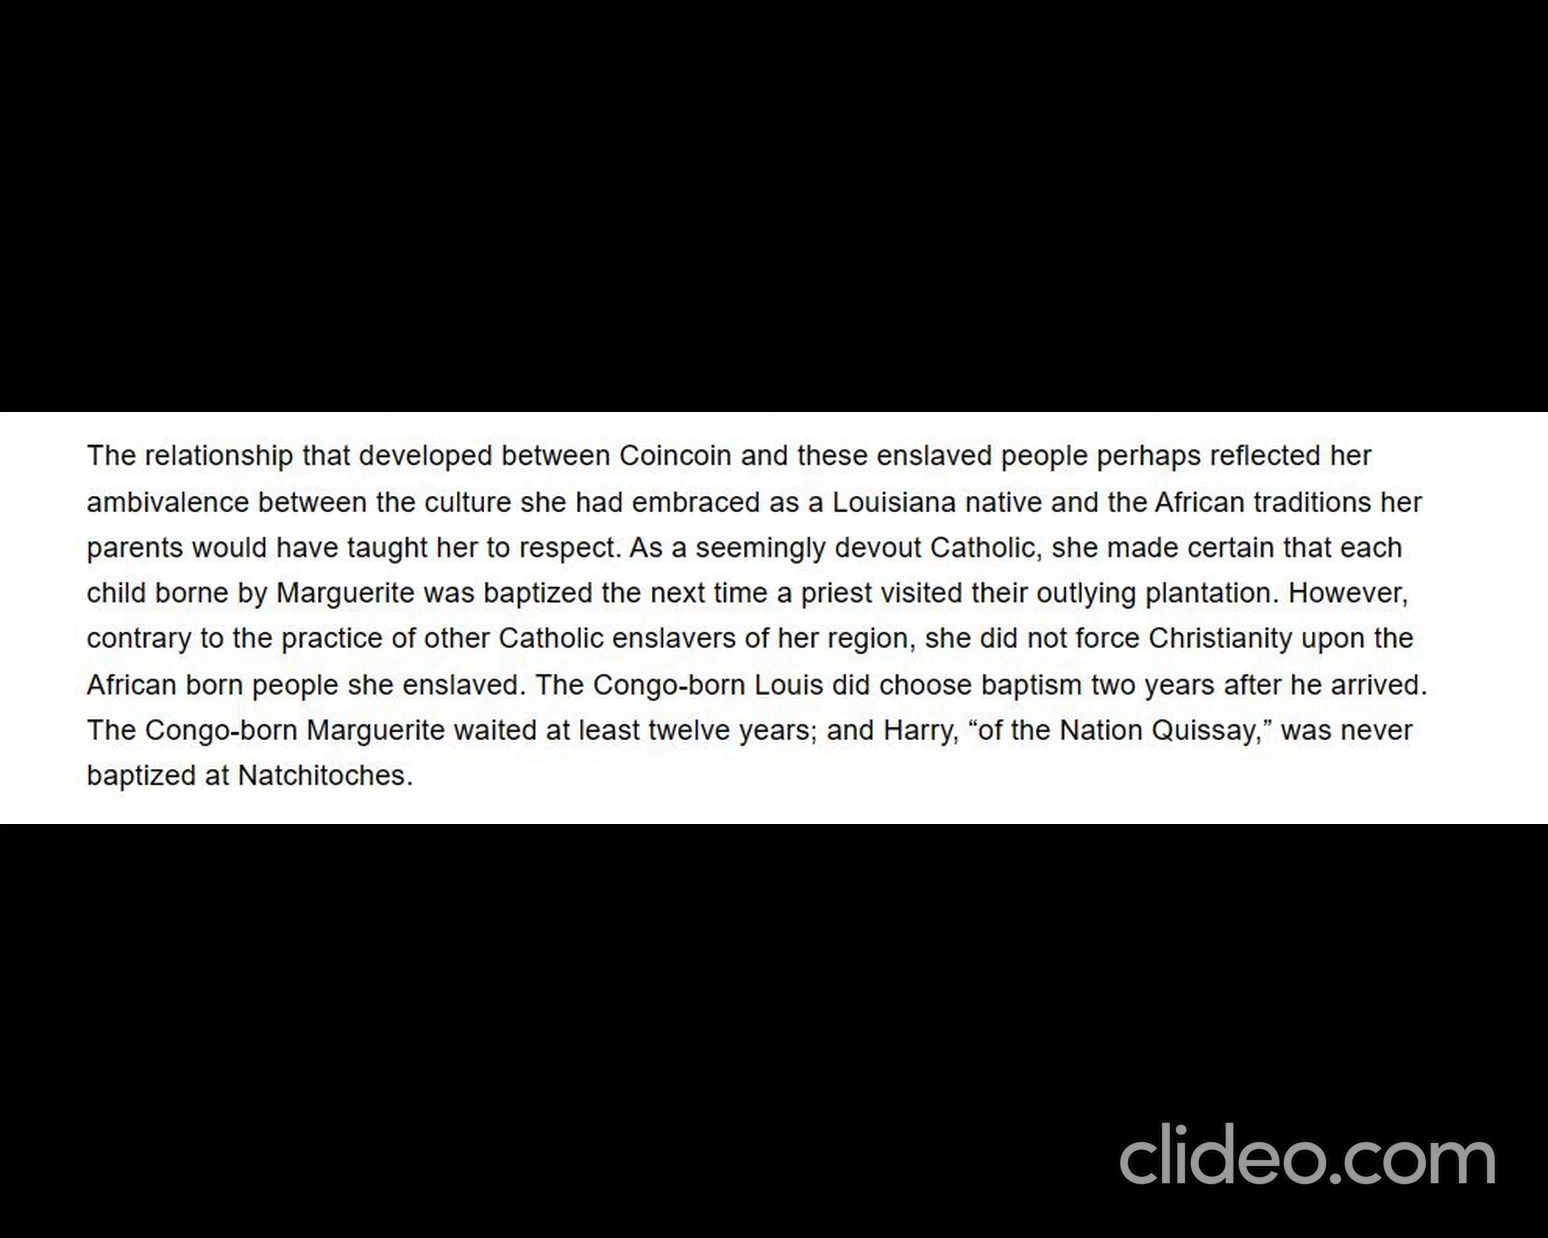 The relationship that developed between Coincoin and these enslaved people perhaps reflected her
ambivalence between the culture she had embraced as a Louisiana native and the African traditions her
parents would have taught her to respect. As a seemingly devout Catholic, she made certain that each
child borne by Marguerite was baptized the next time a priest visited their outlying plantation. However,
contrary to the practice of other Catholic enslavers of her region, she did not force Christianity upon the
African born people she enslaved. The Congo-born Louis did choose baptism two years after he arrived.
The Congo-born Marguerite waited at least twelve years; and Harry, “of the Nation Quissay,” was never
baptized at Natchitoches.
clideo.com